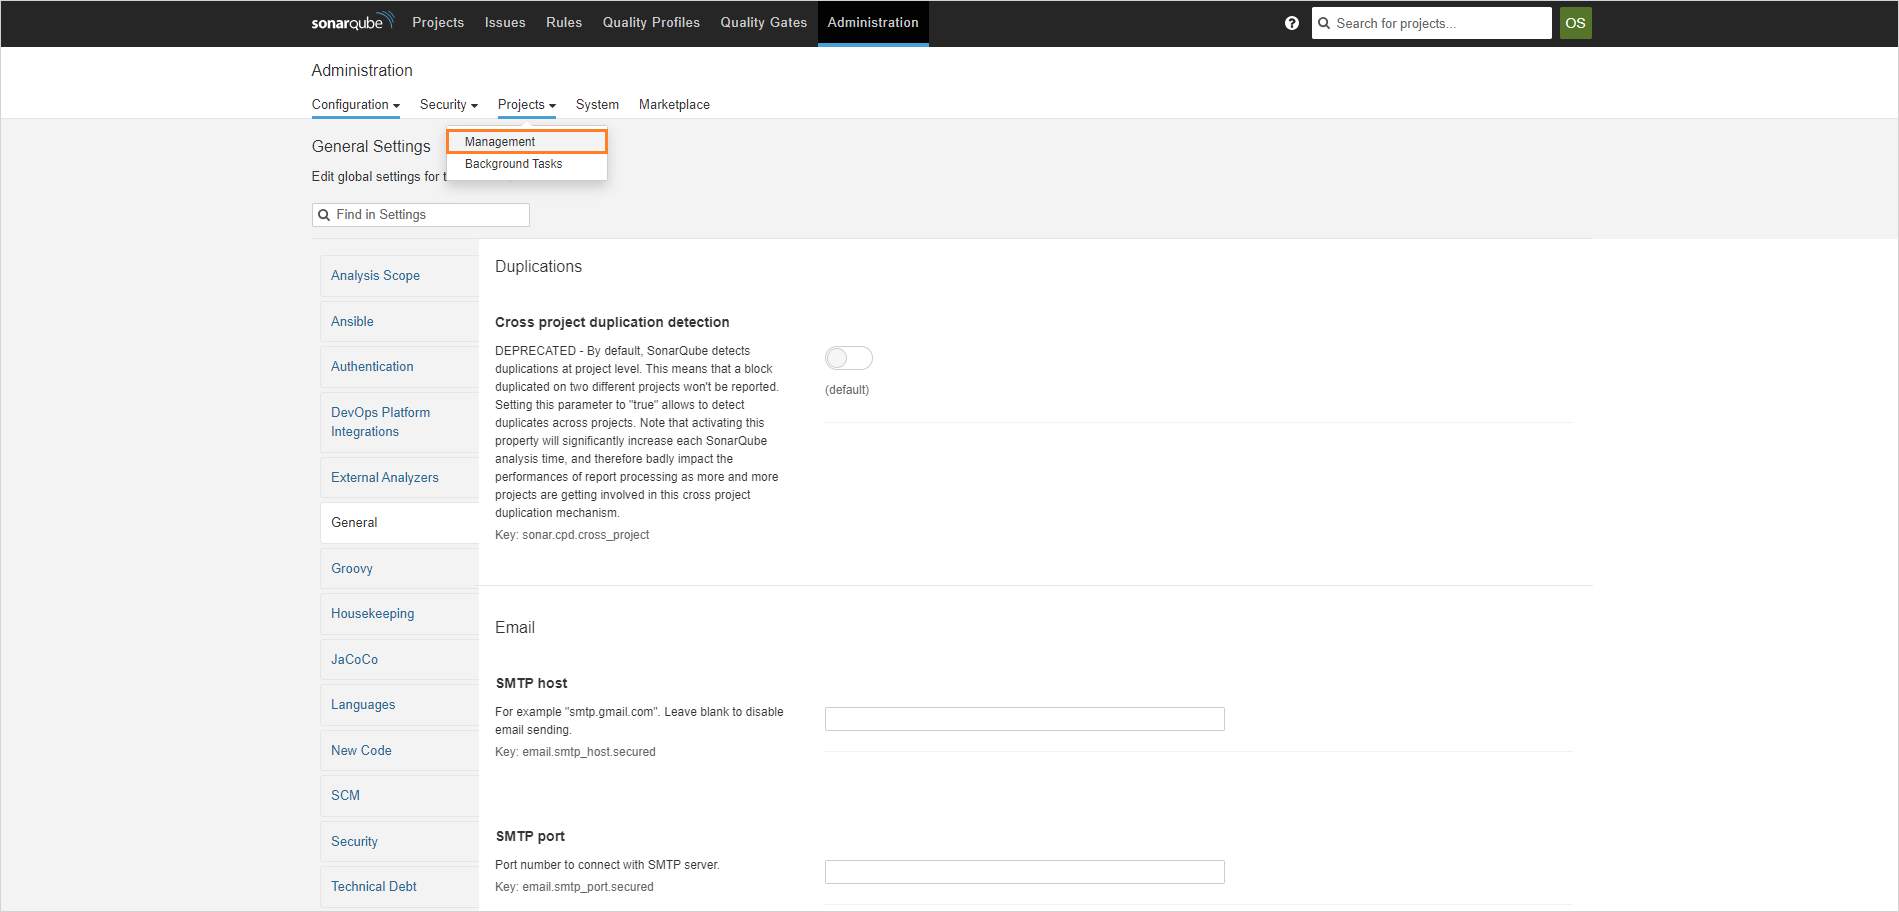 sonarqube Projects Issues Rules Quality Profiles Quality Gates Administration Search for projects... OS
Administration
Configuration Security Projects System Marketplace
Management
Background Tasks
General Settings
Edit global settings for t
Find in Settings
Analysis Scope
Ansible
Authentication
DevOps Platform
Integrations
External Analyzers
General
Groovy
Housekeeping
JaCoCo
Languages
New Code
SCM
Security
Technical Debt
Duplications
Cross project duplication detection
DEPRECATED - By default, SonarQube detects
duplications at project level. This means that a block
duplicated on two different projects won't be reported.
Setting this parameter to "true" allows to detect
duplicates across projects. Note that activating this
property will significantly increase each SonarQube
analysis time, and therefore badly impact the
performances of report processing as more and more
projects are getting involved in this cross project
duplication mechanism.
Key: sonar.cpd.cross_project
(default)
Email
SMTP host
For example "smtp.gmail.com". Leave blank to disable
email sending.
Key: email.smtp_host.secured
SMTP port
Port number to connect with SMTP server.
Key: email.smtp_port.secured